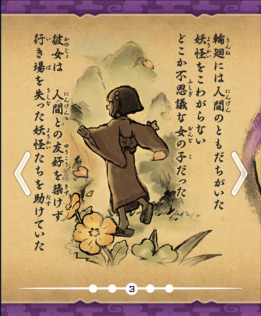 輪廻には人間のともだちがいた
妖怪をこわがらない
どこか不思議な女の子だった
彼女は
人間との友好を築けず
行き場を失った妖怪たちを助けていた
3